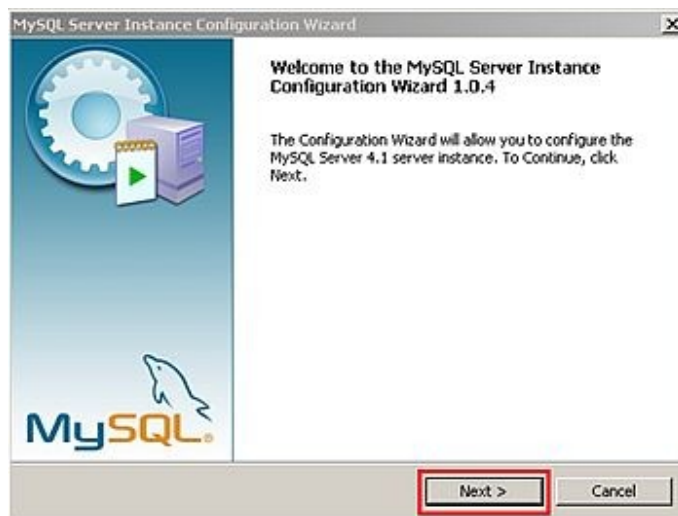 MySQL Server Instance Configuration Wizard
Welcome to the MySQL Server Instance
Configuration Wizard 1.0.4
The Configuration Wizard will allow you to configure the
MySQL Server 4.1 server instance. To Continue, click
Next.
MySQL®
Next >
Cancel